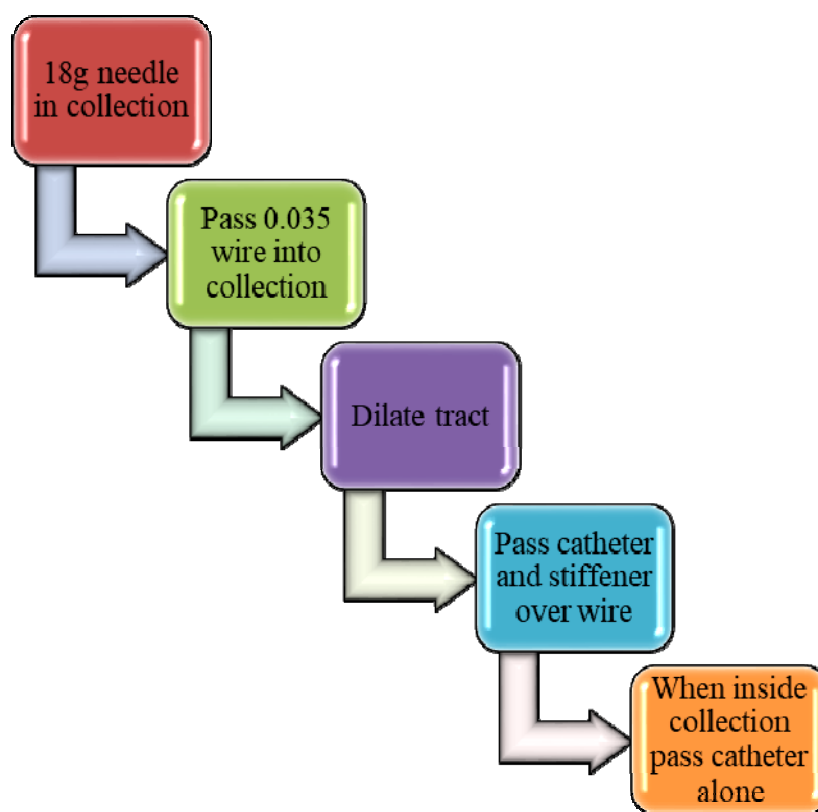 18g needle
in collection
Pass 0.035
wire into
collection
Dilate tract
Pass catheter
and stiffener
over wire
When inside
collection
pass catheter
alone